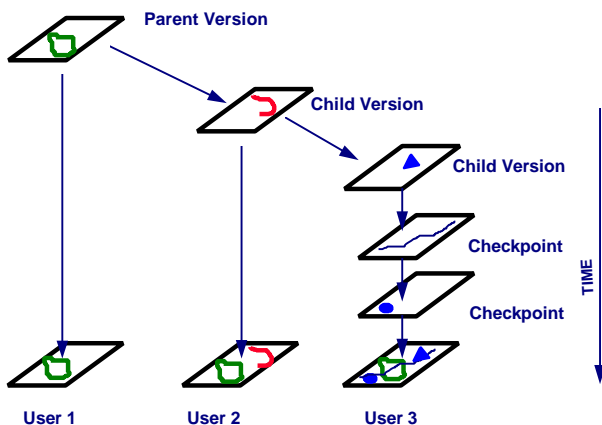 Parent Version
Child Version
Child Version
Checkpoint
Checkpoint
TIME
User 1
User 2
User 3